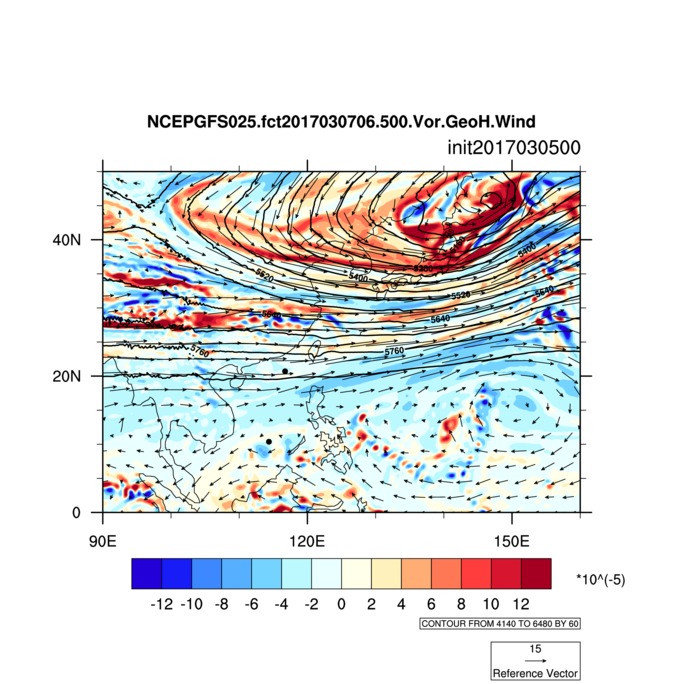 NCEPGFS025.fct2017030706.500.Vor.GeoH.Wind
init2017030500
40N
5520
5400
5280
5400
5520
5640
5640
5640
5760
5760
20N
0
90E 120E 150E
-12 -10 -8 -6 -4 -2 0 2 4 6 8 10 12
*10^(-5)
CONTOUR FROM 4140 TO 6480 BY 60
15
Reference Vector